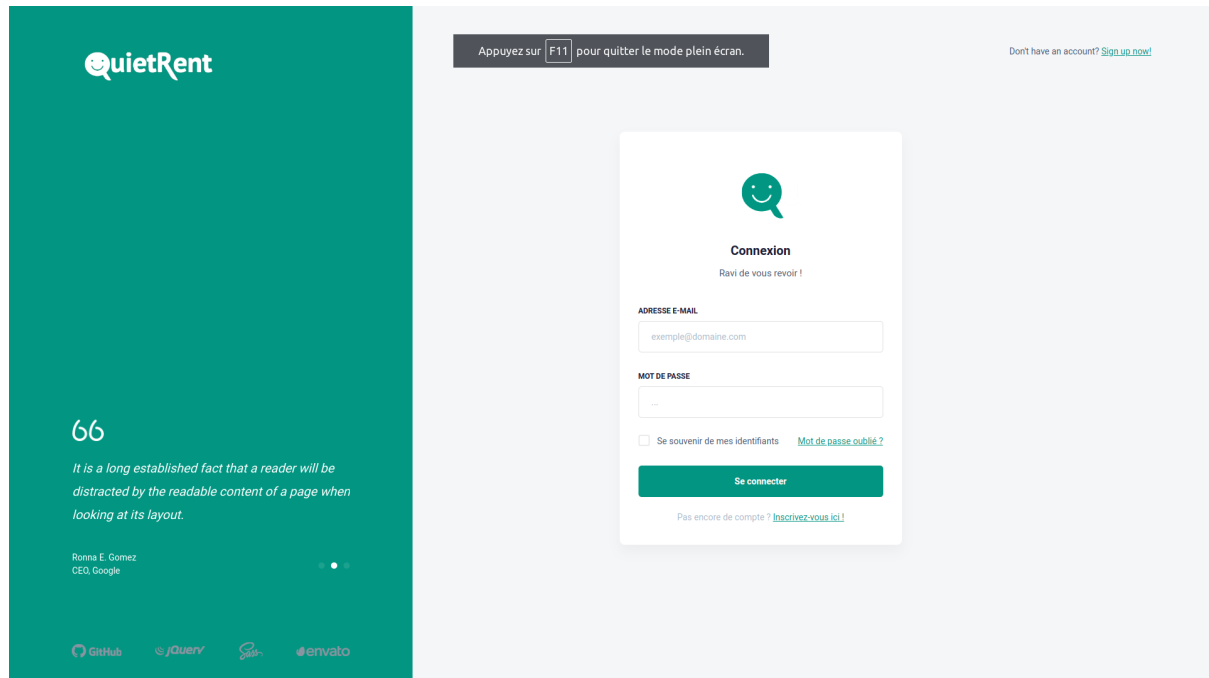 QuietRent
Appuyez sur F11 pour quitter le mode plein écran.
Don't have an account? Sign up now!
Connexion
Ravi de vous revoir !
ADRESSE E-MAIL
exemple@domaine.com
MOT DE PASSE
...
Se souvenir de mes identifiants Mot de passe oublié ?
Se connecter
Pas encore de compte ? Inscrivez-vous ici !
It is a long established fact that a reader will be
distracted by the readable content of a page when
looking at its layout.
Ronna E. Gomez
CEO, Google
GitHub jQuery Sass envato